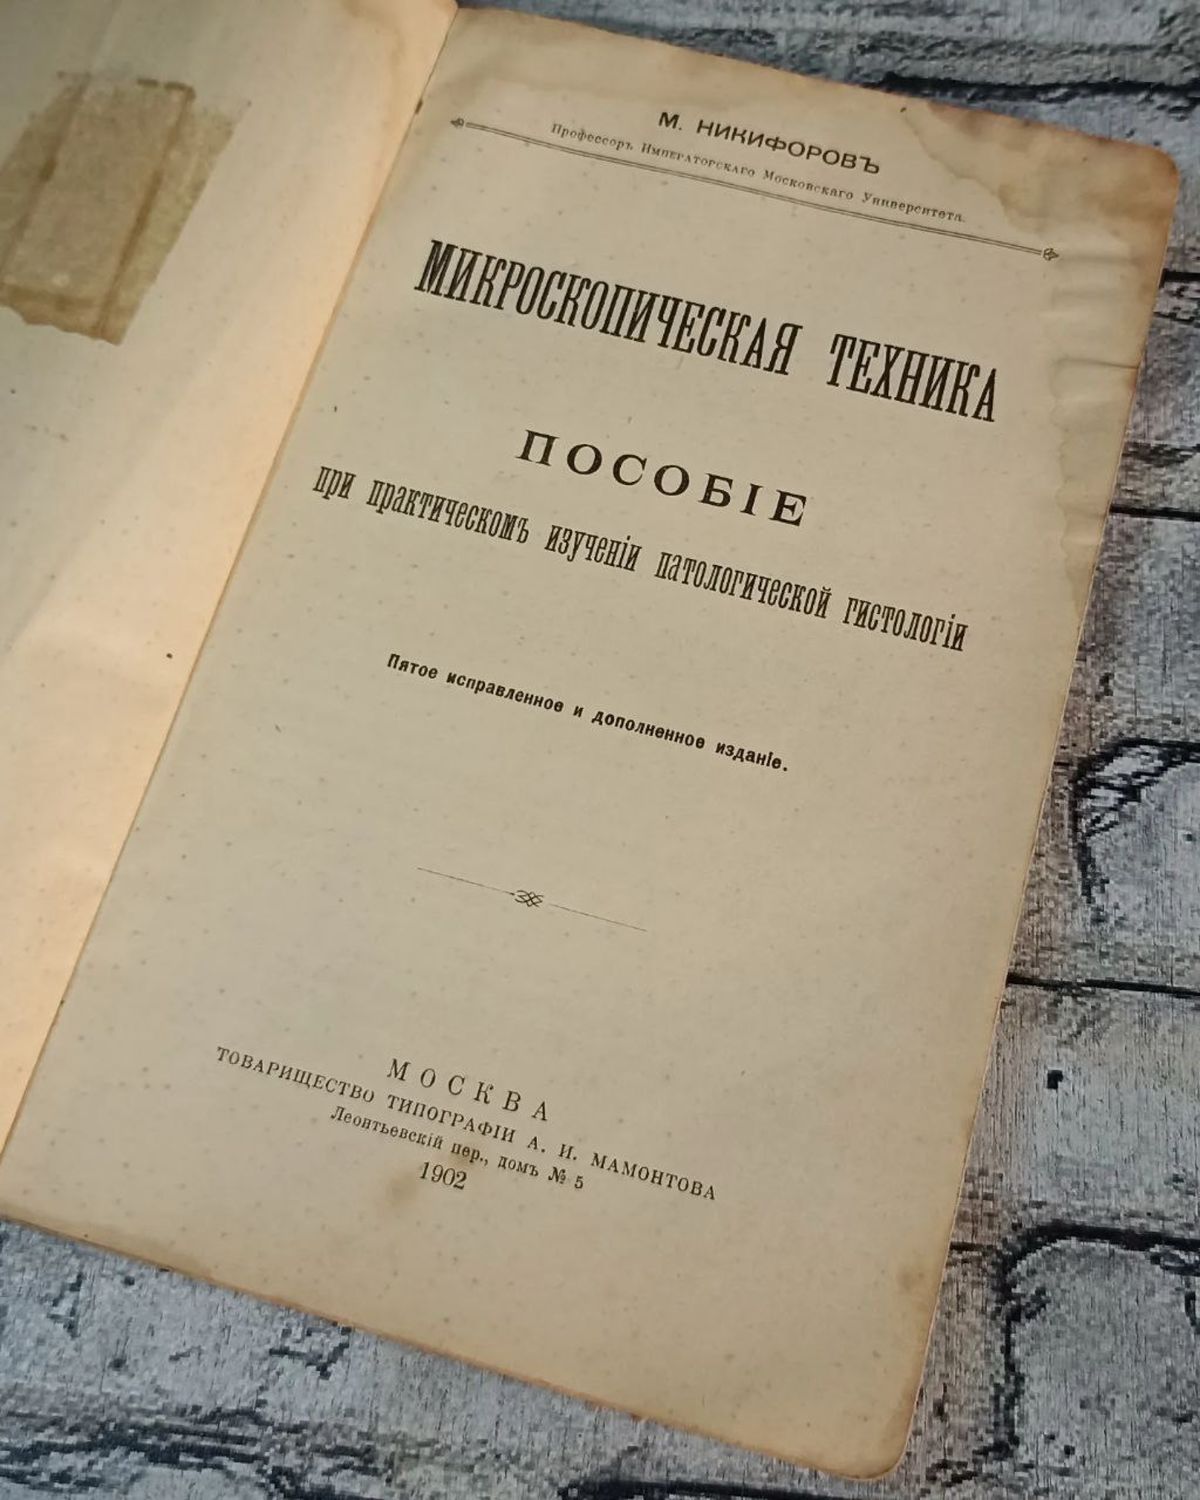 М. НИКИФОРОВЪ
Профессоръ Императорскаго Московскаго Университета.
МИКРОСКОПИЧЕСКАЯ ТЕХНИКА
ПОСОБІЕ
при практическомъ изученіи патологической гистологіи
Пятое исправленное и дополненное изданіе.
МОСКВА
ТОВАРИЩЕСТВО ТИПОГРАФІИ А. И. МАМОНТОВА
Леонтьевскій пер., домъ № 5
1902